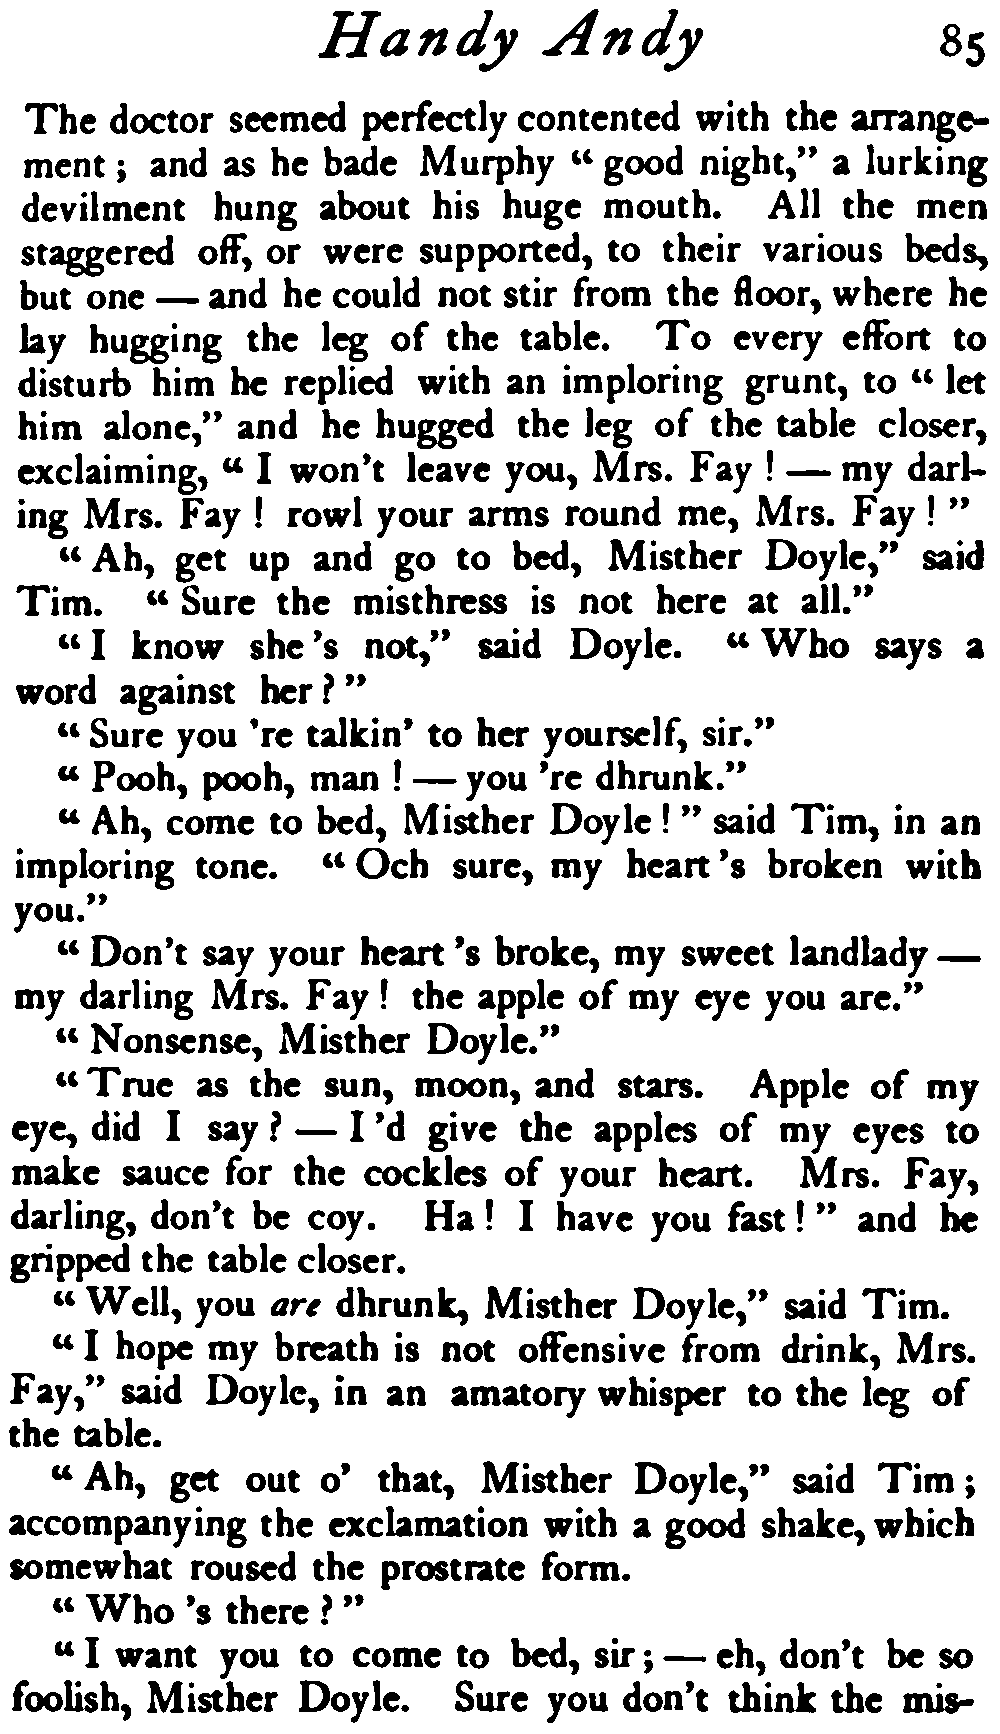 Handy Andy 85
The doctor seemed perfectly contented with the arrange-
ment; and as he bade Murphy "good night," a lurking
devilment hung about his huge mouth. All the men
staggered off, or were supported, to their various beds,
but one — and he could not stir from the floor, where he
lay hugging the leg of the table. To every effort to
disturb him he replied with an imploring grunt, to "let
him alone," and he hugged the leg of the table closer,
exclaiming, "I won't leave you, Mrs. Fay! — my darl-
ing Mrs. Fay! rowl your arms round me, Mrs. Fay!"
"Ah, get up and go to bed, Misther Doyle," said
Tim. "Sure the misthress is not here at all."
"I know she's not," said Doyle. "Who says a
word against her?"
"Sure you 're talkin' to her yourself, sir."
"Pooh, pooh, man! — you 're dhrunk."
"Ah, come to bed, Misther Doyle!" said Tim, in an
imploring tone. "Och sure, my heart's broken with
you."
"Don't say your heart's broke, my sweet landlady —
my darling Mrs. Fay! the apple of my eye you are."
"Nonsense, Misther Doyle."
"True as the sun, moon, and stars. Apple of my
eye, did I say? — I'd give the apples of my eyes to
make sauce for the cockles of your heart. Mrs. Fay,
darling, don't be coy. Ha! I have you fast!" and he
gripped the table closer.
"Well, you are dhrunk, Misther Doyle," said Tim.
"I hope my breath is not offensive from drink, Mrs.
Fay," said Doyle, in an amatory whisper to the leg of
the table.
"Ah, get out o' that, Misther Doyle," said Tim;
accompanying the exclamation with a good shake, which
somewhat roused the prostrate form.
"Who's there?"
"I want you to come to bed, sir; — eh, don't be so
foolish, Misther Doyle. Sure you don't think the mis-